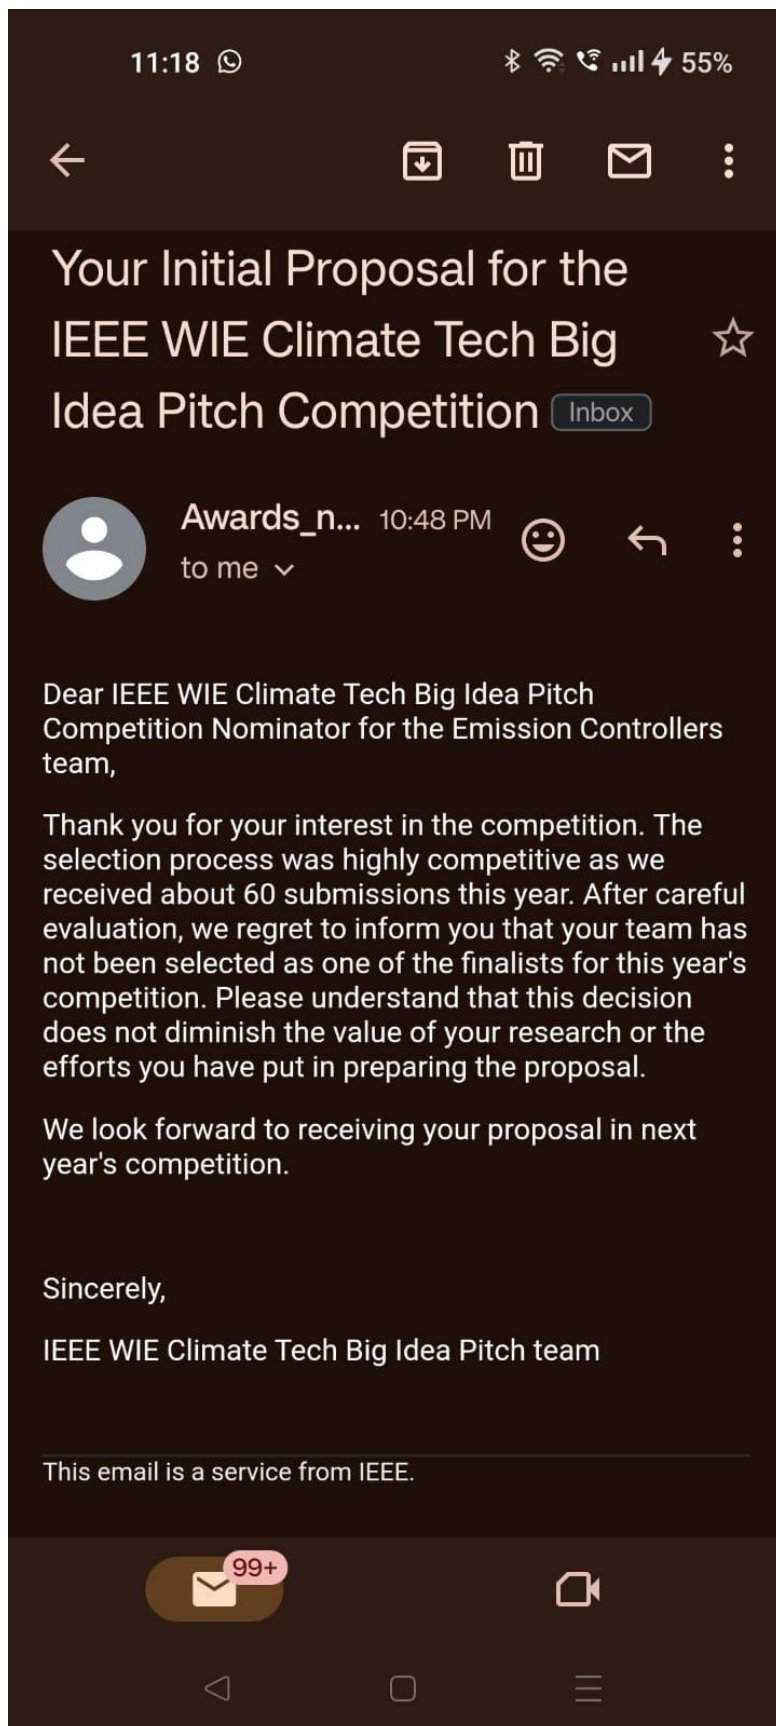 11:18
55%
Your Initial Proposal for the
IEEE WIE Climate Tech Big
Idea Pitch Competition Inbox
Awards_n... 10:48 PM
to me
Dear IEEE WIE Climate Tech Big Idea Pitch
Competition Nominator for the Emission Controllers
team,
Thank you for your interest in the competition. The
selection process was highly competitive as we
received about 60 submissions this year. After careful
evaluation, we regret to inform you that your team has
not been selected as one of the finalists for this year's
competition. Please understand that this decision
does not diminish the value of your research or the
efforts you have put in preparing the proposal.
We look forward to receiving your proposal in next
year's competition.
Sincerely,
IEEE WIE Climate Tech Big Idea Pitch team
This email is a service from IEEE.
99+